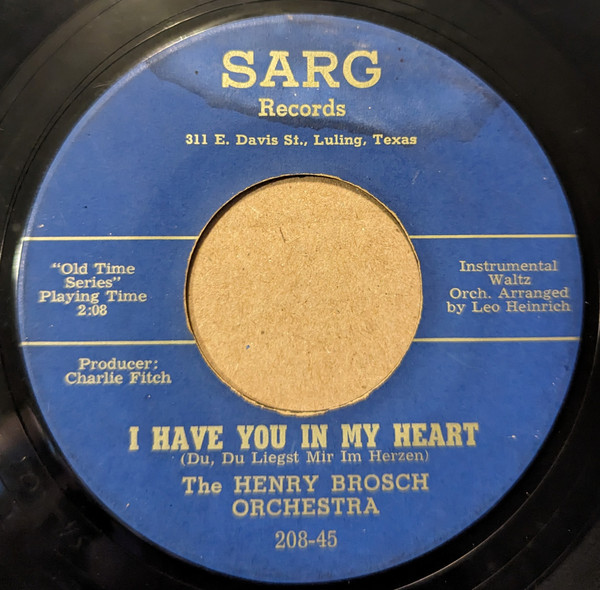 SARG
Records
311 E. Davis St., Luling, Texas
"Old Time
Series"
Playing Time
2:08
Instrumental
Waltz
Orch. Arranged
by Leo Heinrich
Producer:
Charlie Fitch
I HAVE YOU IN MY HEART
(Du, Du Liegst Mir Im Herzen)
The HENRY BROSCH
ORCHESTRA
208-45